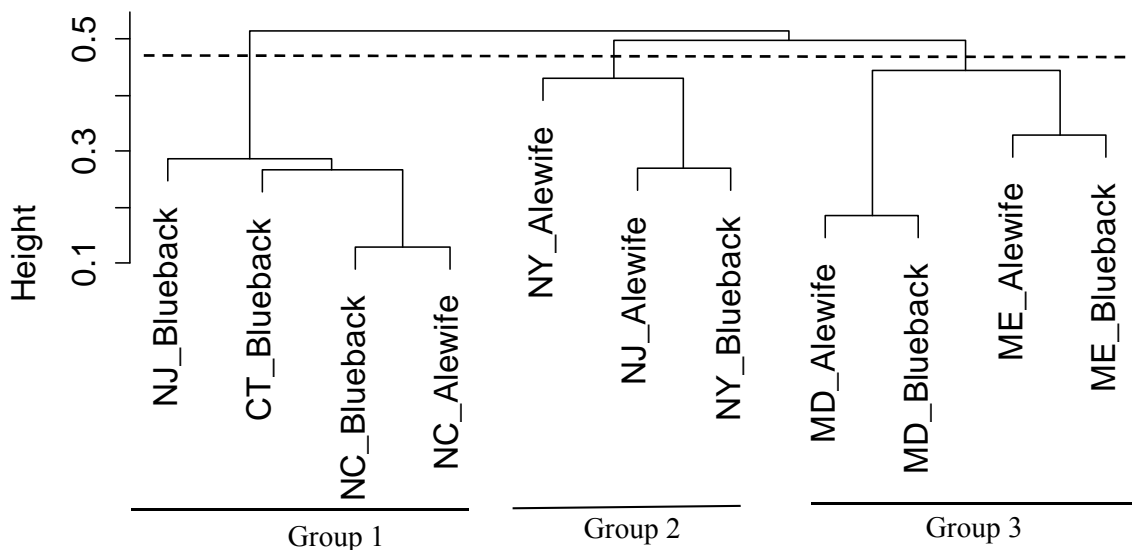 Height
0.5
0.3
0.1
NJ_Blueback
CT_Blueback
NC_Blueback
NC_Alewife
NY_Alewife
NJ_Alewife
NY_Blueback
MD_Alewife
MD_Blueback
ME_Alewife
ME_Blueback
Group 1
Group 2
Group 3